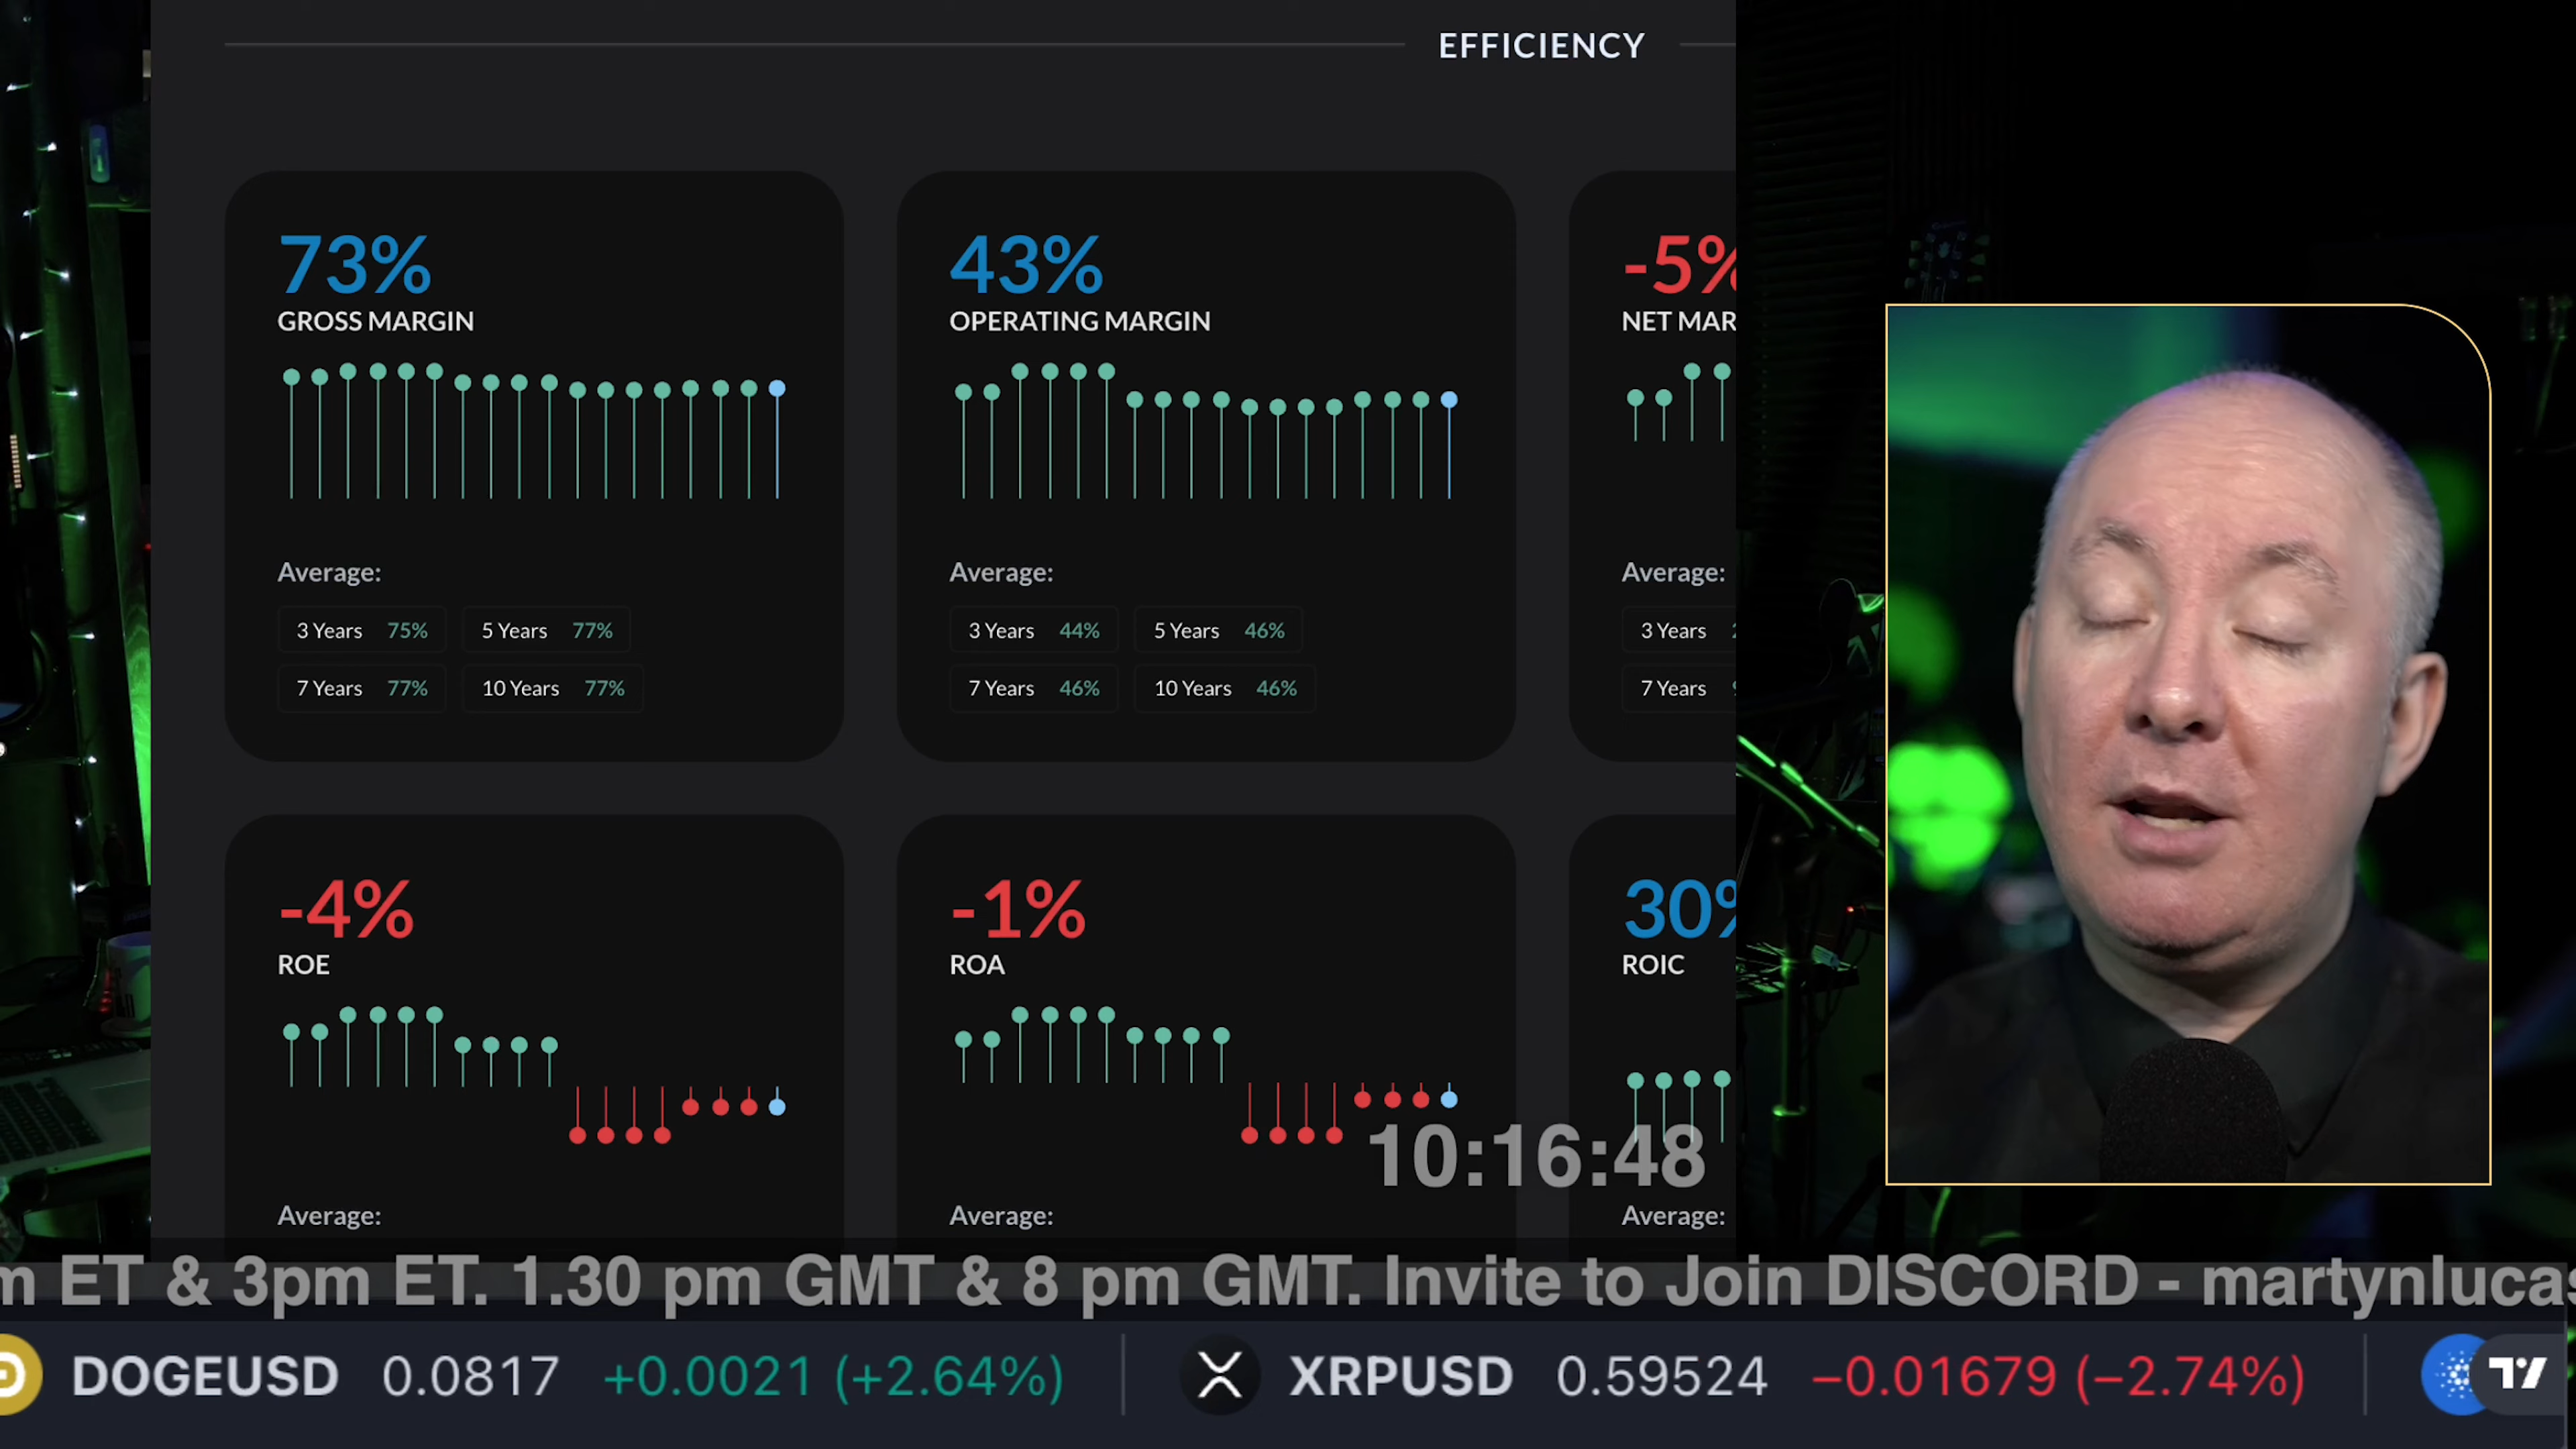 EFFICIENCY
73%
GROSS MARGIN
Average:
3 Years 75%
5 Years 77%
7 Years 77%
10 Years 77%
43%
OPERATING MARGIN
Average:
3 Years 44%
5 Years 46%
7 Years 46%
10 Years 46%
-5%
NET MAR
Average:
3 Years
7 Years
-4%
ROE
Average:
-1%
ROA
Average:
30%
ROIC
Average:
10:16:48
m ET & 3pm ET. 1.30 pm GMT & 8 pm GMT. Invite to Join DISCORD - martynlucas
DOGEUSD 0.0817 +0.0021 (+2.64%)
XRPUSD 0.59524 −0.01679 (−2.74%)